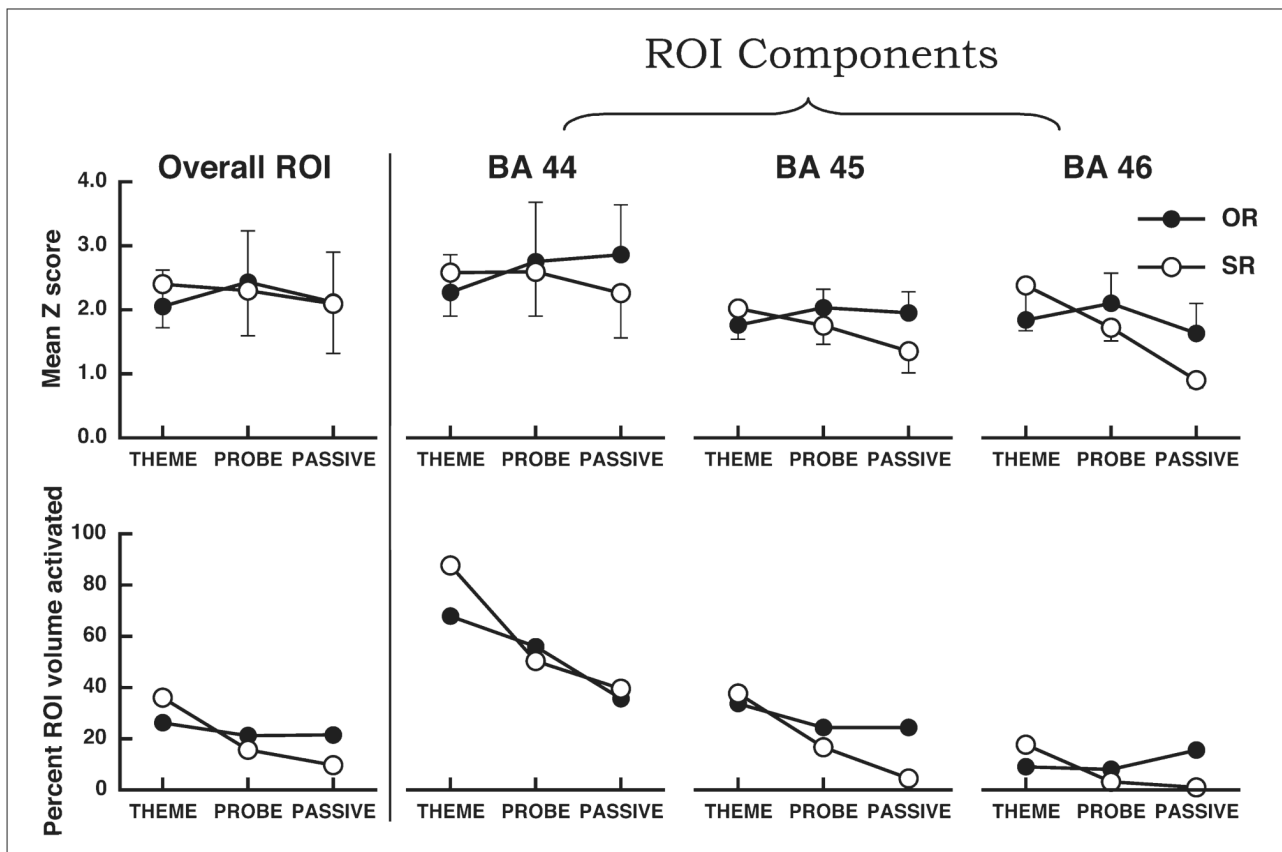 ROI Components
Overall ROI
BA 44
BA 45
BA 46
OR
SR
Mean Z score
4.0
3.0
2.0
1.0
0.0
THEME PROBE PASSIVE
THEME PROBE PASSIVE
THEME PROBE PASSIVE
THEME PROBE PASSIVE
Percent ROI volume activated
100
80
60
40
20
0
THEME PROBE PASSIVE
THEME PROBE PASSIVE
THEME PROBE PASSIVE
THEME PROBE PASSIVE